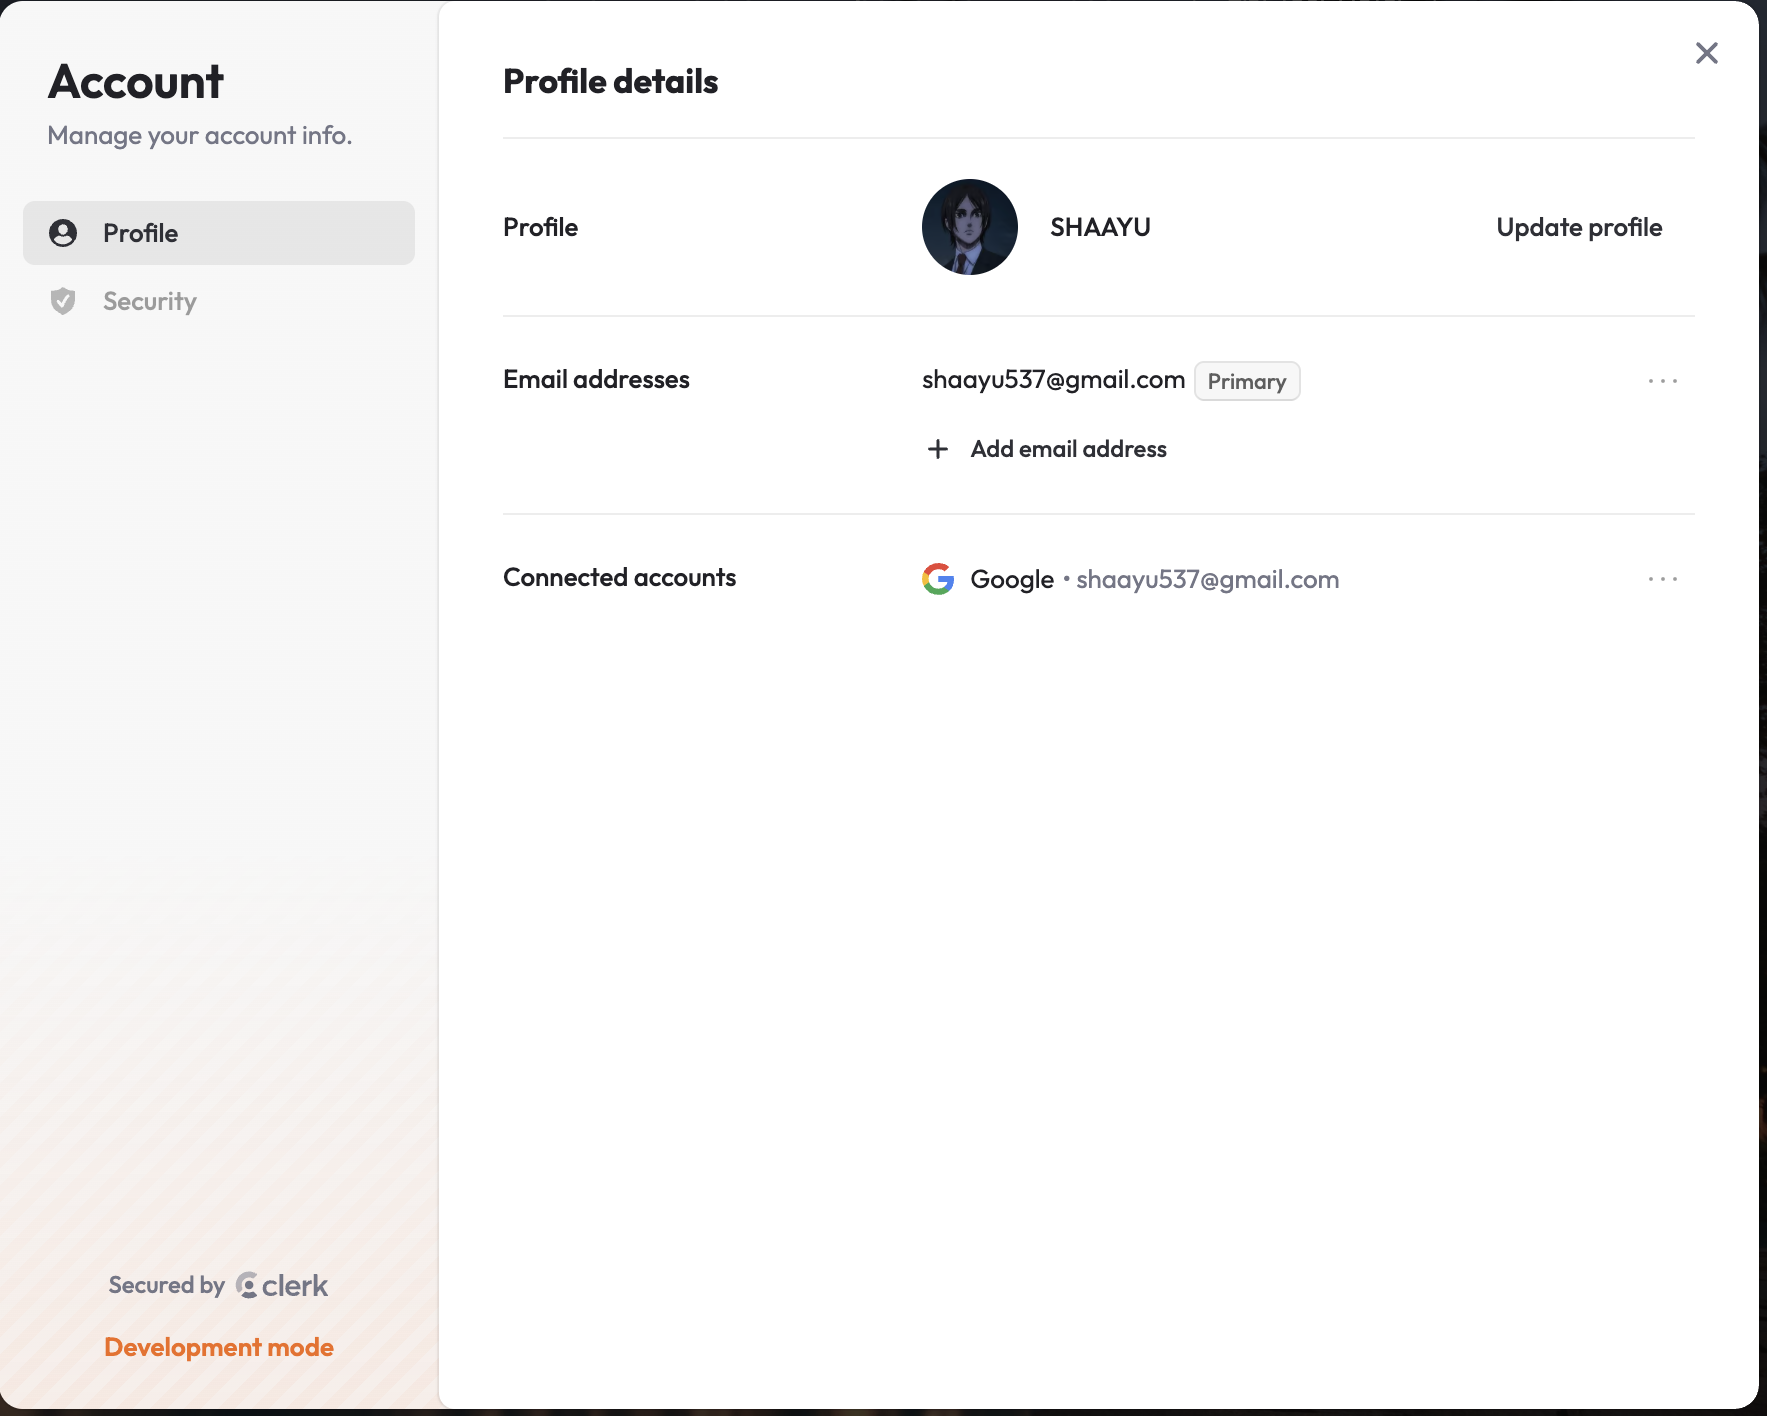 Account
Manage your account info.
Profile
Security
Secured by clerk
Development mode
Profile details
Profile
SHAAYU
Update profile
Email addresses
shaayu537@gmail.com Primary
Add email address
Connected accounts
Google • shaayu537@gmail.com